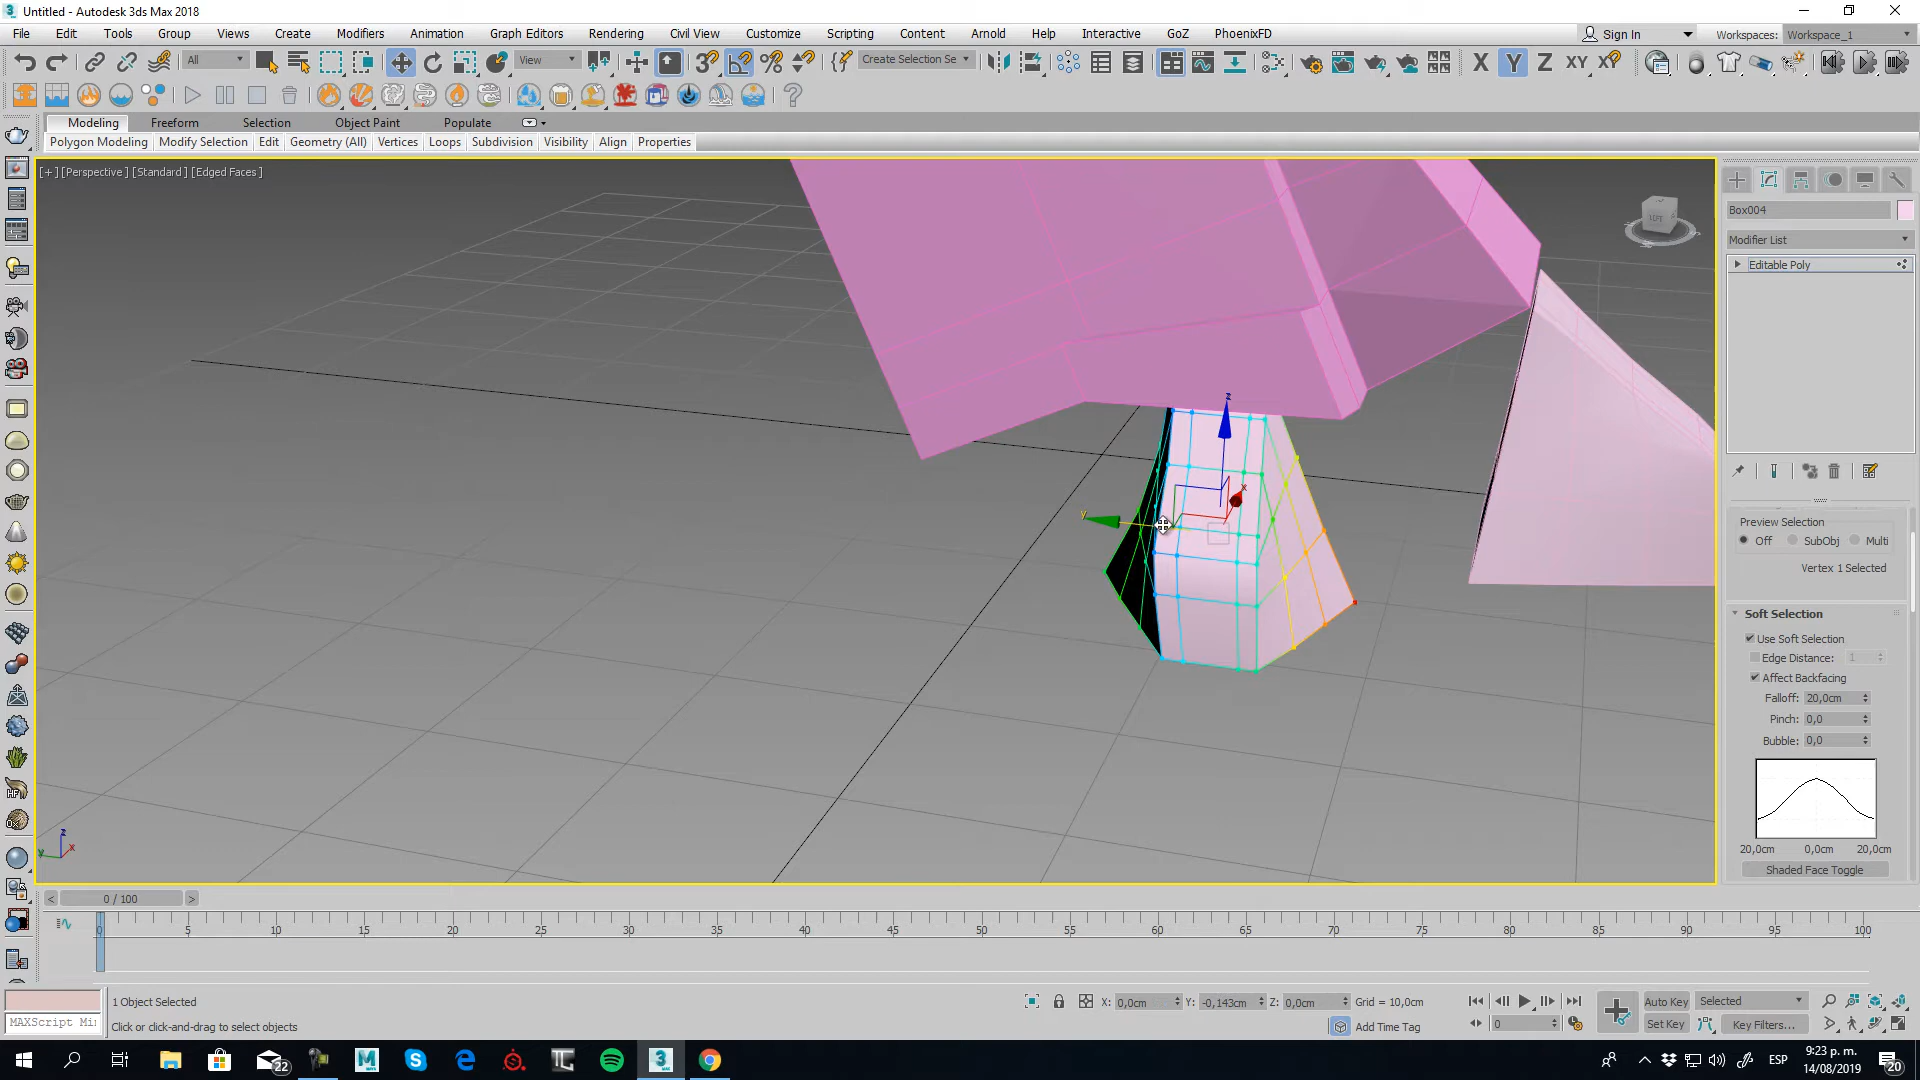 Untitled - Autodesk 3ds Max 2018
File Edit Tools Group Views Create Modifiers Animation Graph Editors Rendering Civil View Customize Scripting Content Arnold Help Interactive GoZ PhoenixFD
Sign In Workspaces: Workspace_1
All View Create Selection Se X Y Z XY XY
Modeling Freeform Selection Object Paint Populate
Polygon Modeling Modify Selection Edit Geometry (All) Vertices Loops Subdivision Visibility Align Properties
[+] [Perspective ] [Standard ] [Edged Faces ]
Box004
Modifier List
Editable Poly
Preview Selection
Off SubObj Multi
Vertex 1 Selected
Soft Selection
Use Soft Selection
Edge Distance: 1
Affect Backfacing
Falloff: 20,0cm
Pinch: 0,0
Bubble: 0,0
20,0cm 0,0cm 20,0cm
Shaded Face Toggle
z
x
y
z
x
y
< 0 / 100 >
0 5 10 15 20 25 30 35 40 45 50 55 60 65 70 75 80 85 90 95 100
1 Object Selected
X: 0,0cm Y: -0,143cm Z: 0,0cm Grid = 10,0cm
Auto Key Selected
MAXScript Mi
Click or click-and-drag to select objects
Add Time Tag
0
Set Key Key Filters...
22
ESP
9:23 p. m.
14/08/2019
20